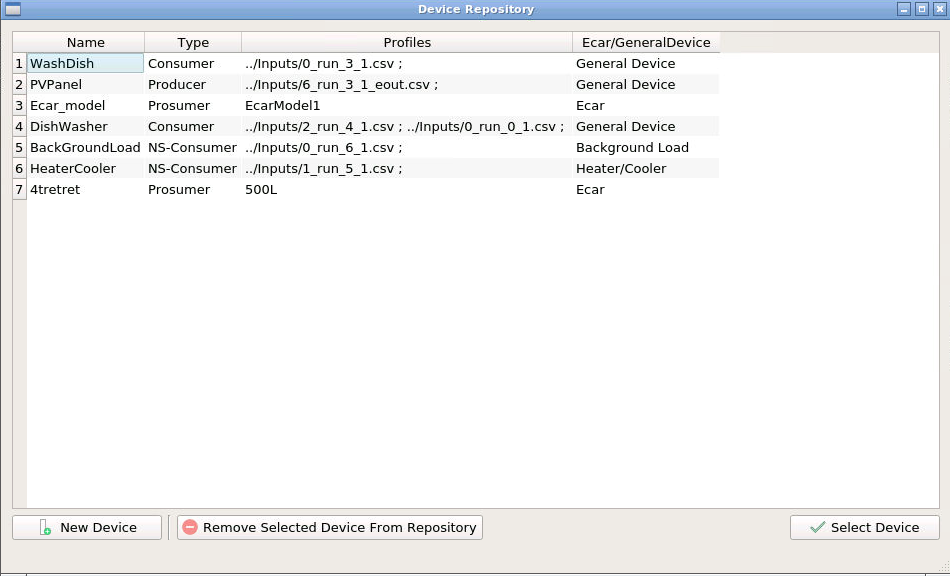 Device Repository
Name Type Profiles Ecar/GeneralDevice
1 WashDish Consumer ../Inputs/0_run_3_1.csv ; General Device
2 PVPanel Producer ../Inputs/6_run_3_1_eout.csv ; General Device
3 Ecar_model Prosumer EcarModel1 Ecar
4 DishWasher Consumer ../Inputs/2_run_4_1.csv ; ../Inputs/0_run_0_1.csv ; General Device
5 BackGroundLoad NS-Consumer ../Inputs/0_run_6_1.csv ; Background Load
6 HeaterCooler NS-Consumer ../Inputs/1_run_5_1.csv ; Heater/Cooler
7 4tretret Prosumer 500L Ecar
New Device Remove Selected Device From Repository Select Device